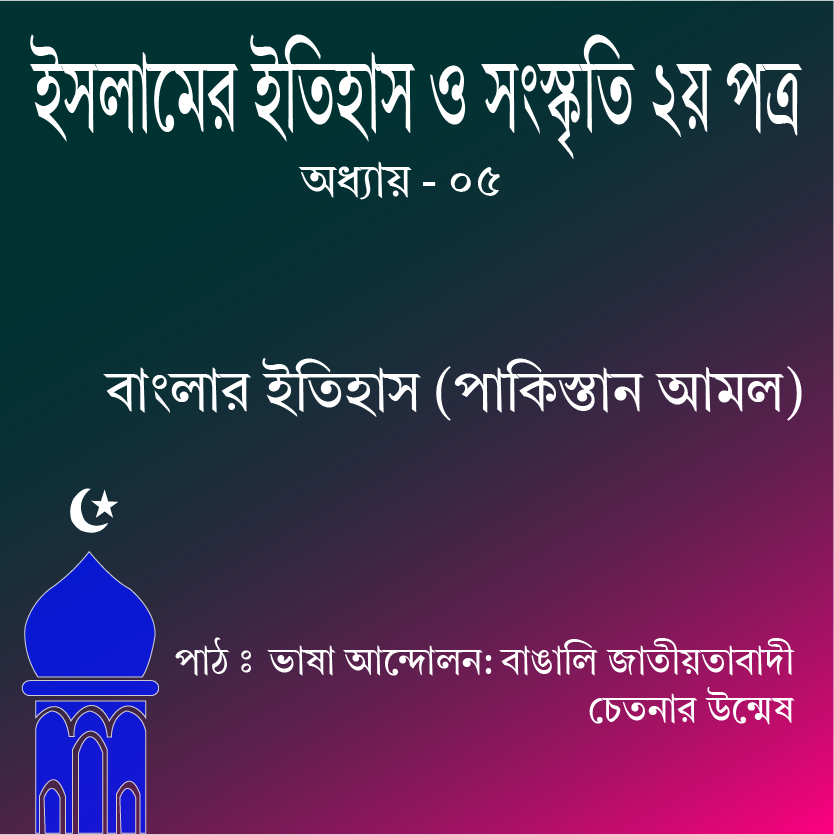 ইসলামের ইতিহাস ও সংস্কৃতি ২য় পত্র
অধ্যায় - ০৫
বাংলার ইতিহাস (পাকিস্তান আমল)
পাঠ ঃ ভাষা আন্দোলন: বাঙালি জাতীয়তাবাদী
চেতনার উন্মেষ